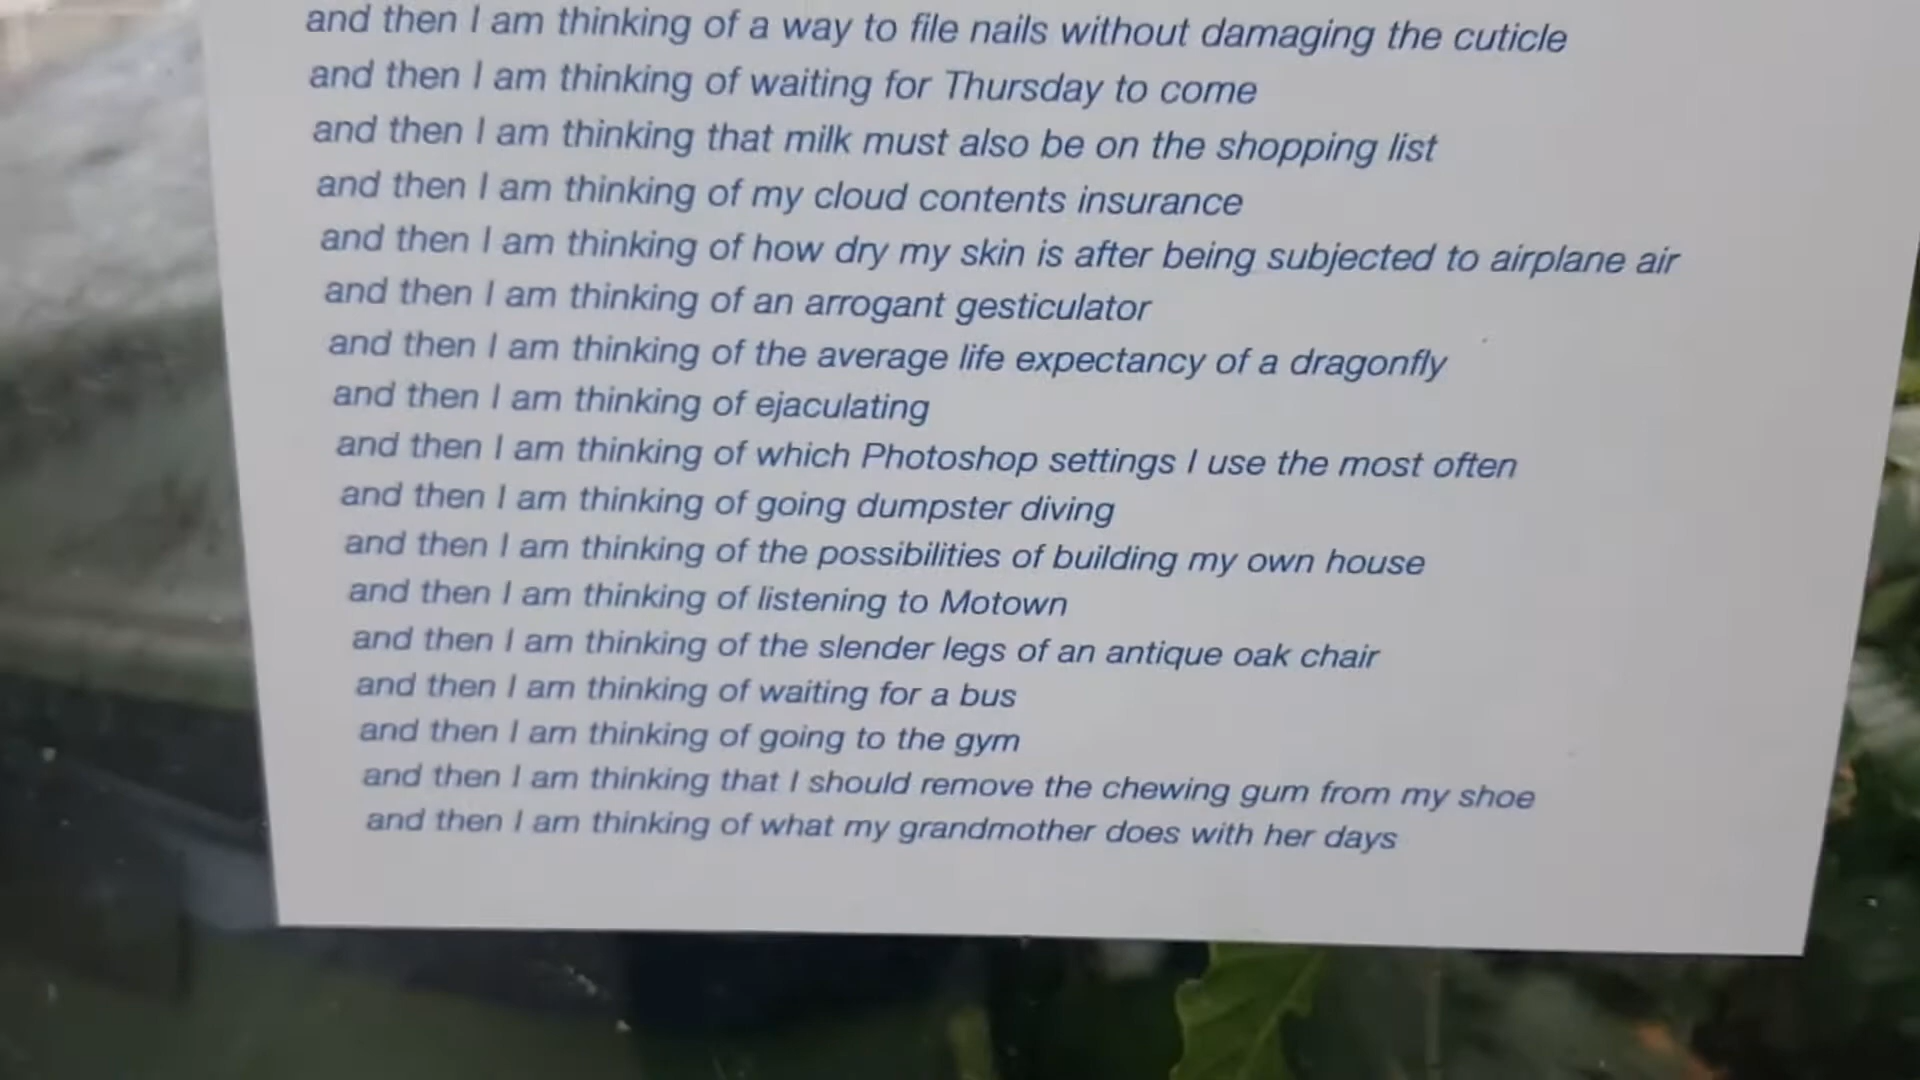 and then I am thinking of a way to file nails without damaging the cuticle
and then I am thinking of waiting for Thursday to come
and then I am thinking that milk must also be on the shopping list
and then I am thinking of my cloud contents insurance
and then I am thinking of how dry my skin is after being subjected to airplane air
and then I am thinking of an arrogant gesticulator
and then I am thinking of the average life expectancy of a dragonfly
and then I am thinking of ejaculating
and then I am thinking of which Photoshop settings I use the most often
and then I am thinking of going dumpster diving
and then I am thinking of the possibilities of building my own house
and then I am thinking of listening to Motown
and then I am thinking of the slender legs of an antique oak chair
and then I am thinking of waiting for a bus
and then I am thinking of going to the gym
and then I am thinking that I should remove the chewing gum from my shoe
and then I am thinking of what my grandmother does with her days